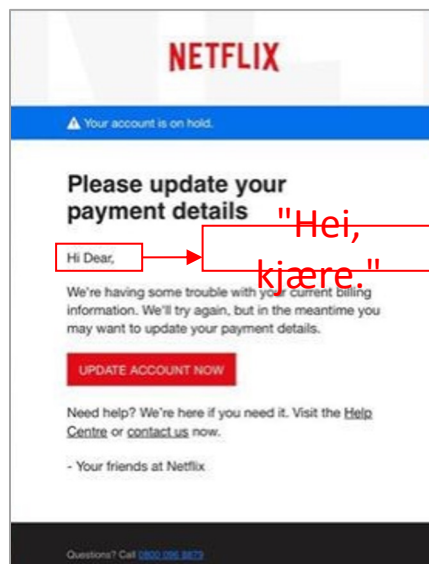 NETFLIX
Your account is on hold.
Please update your
payment details
"Hei,
kjære."
Hi Dear,
We're having some trouble with your current billing
information. We'll try again, but in the meantime you
may want to update your payment details.
UPDATE ACCOUNT NOW
Need help? We're here if you need it. Visit the Help
Centre or contact us now.
- Your friends at Netflix
Questions? Call 0800 096 8879